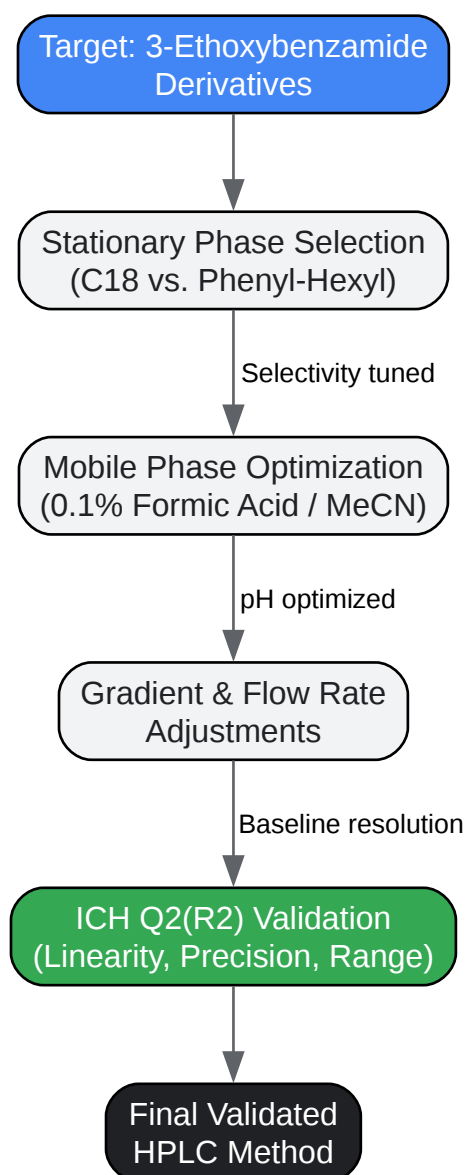 Target: 3-Ethoxybenzamide
Derivatives
Stationary Phase Selection
(C18 vs. Phenyl-Hexyl)
Selectivity tuned
Mobile Phase Optimization
(0.1% Formic Acid / MeCN)
pH optimized
Gradient & Flow Rate
Adjustments
Baseline resolution
ICH Q2(R2) Validation
(Linearity, Precision, Range)
Final Validated
HPLC Method